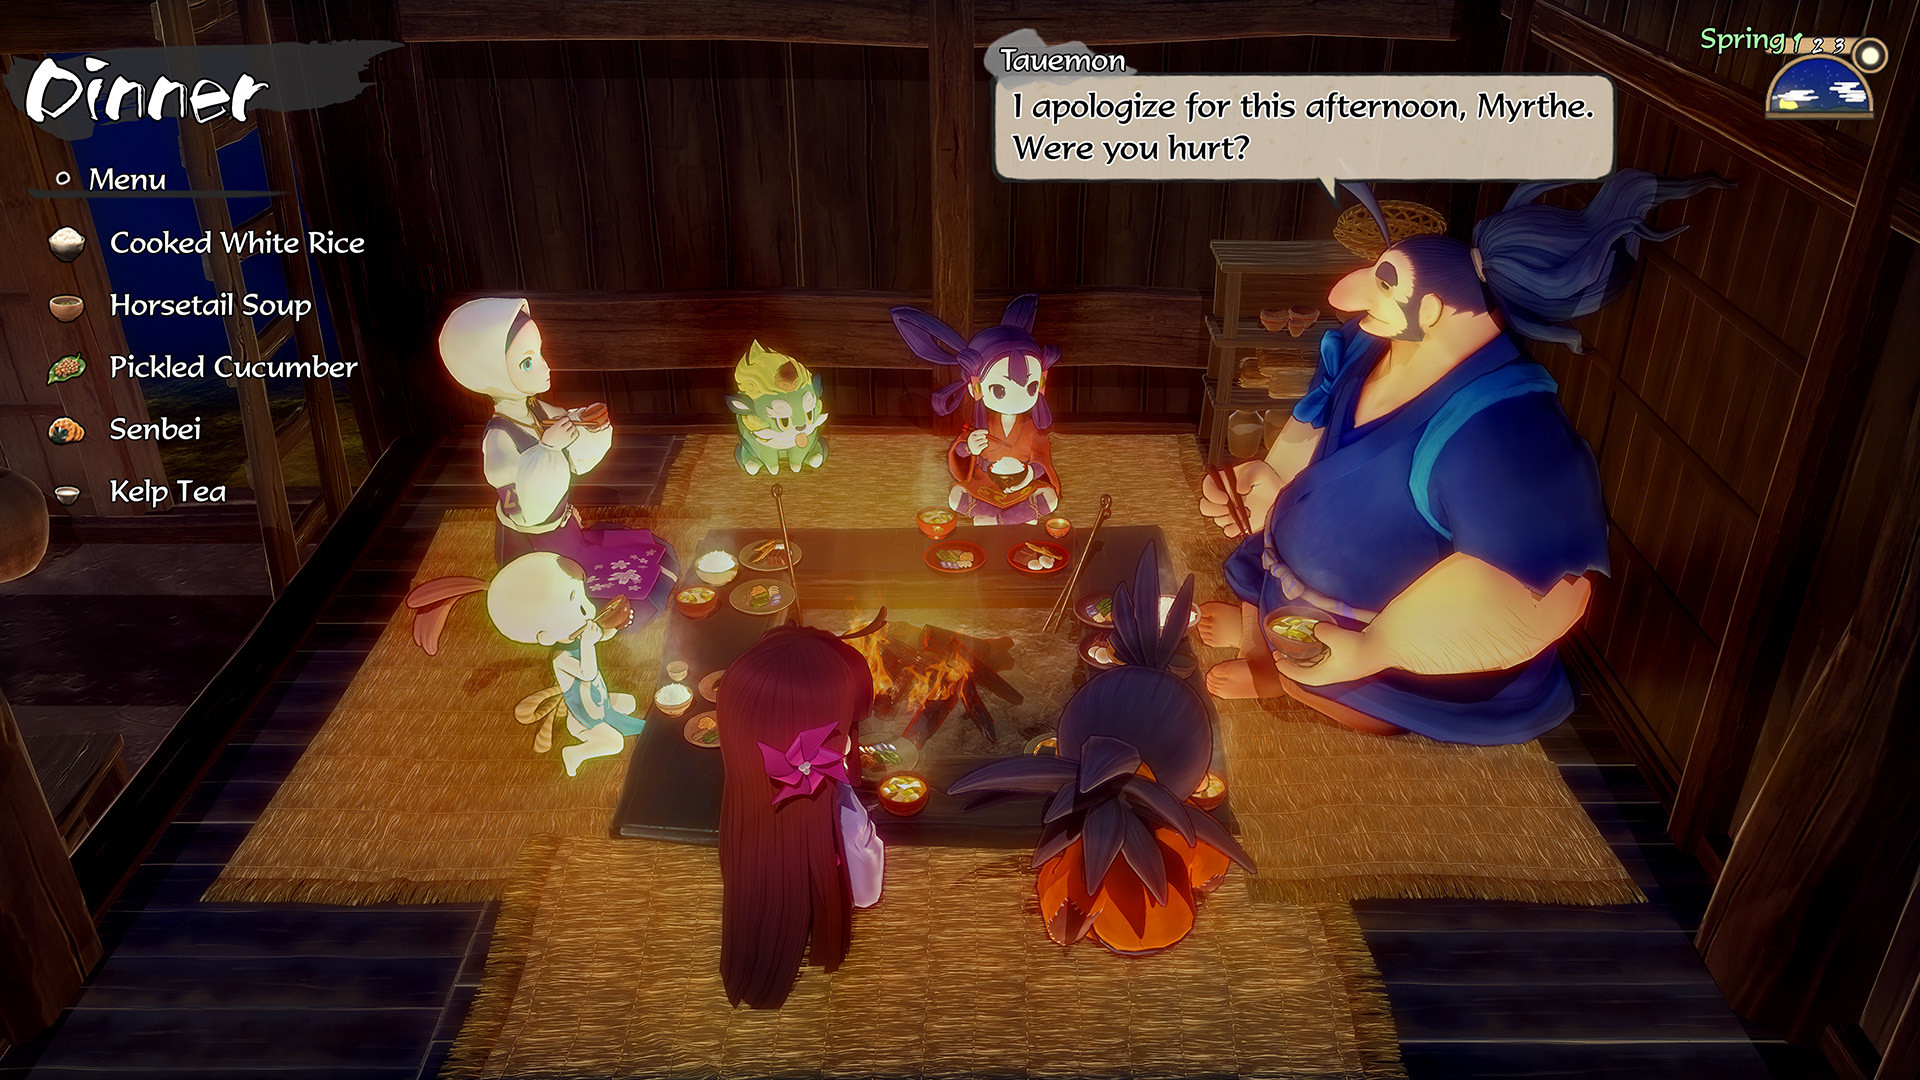 Dinner
Menu
Cooked White Rice
Horsetail Soup
Pickled Cucumber
Senbei
Kelp Tea
Tauemon
I apologize for this afternoon, Myrthe.
Were you hurt?
Spring 1 2 3